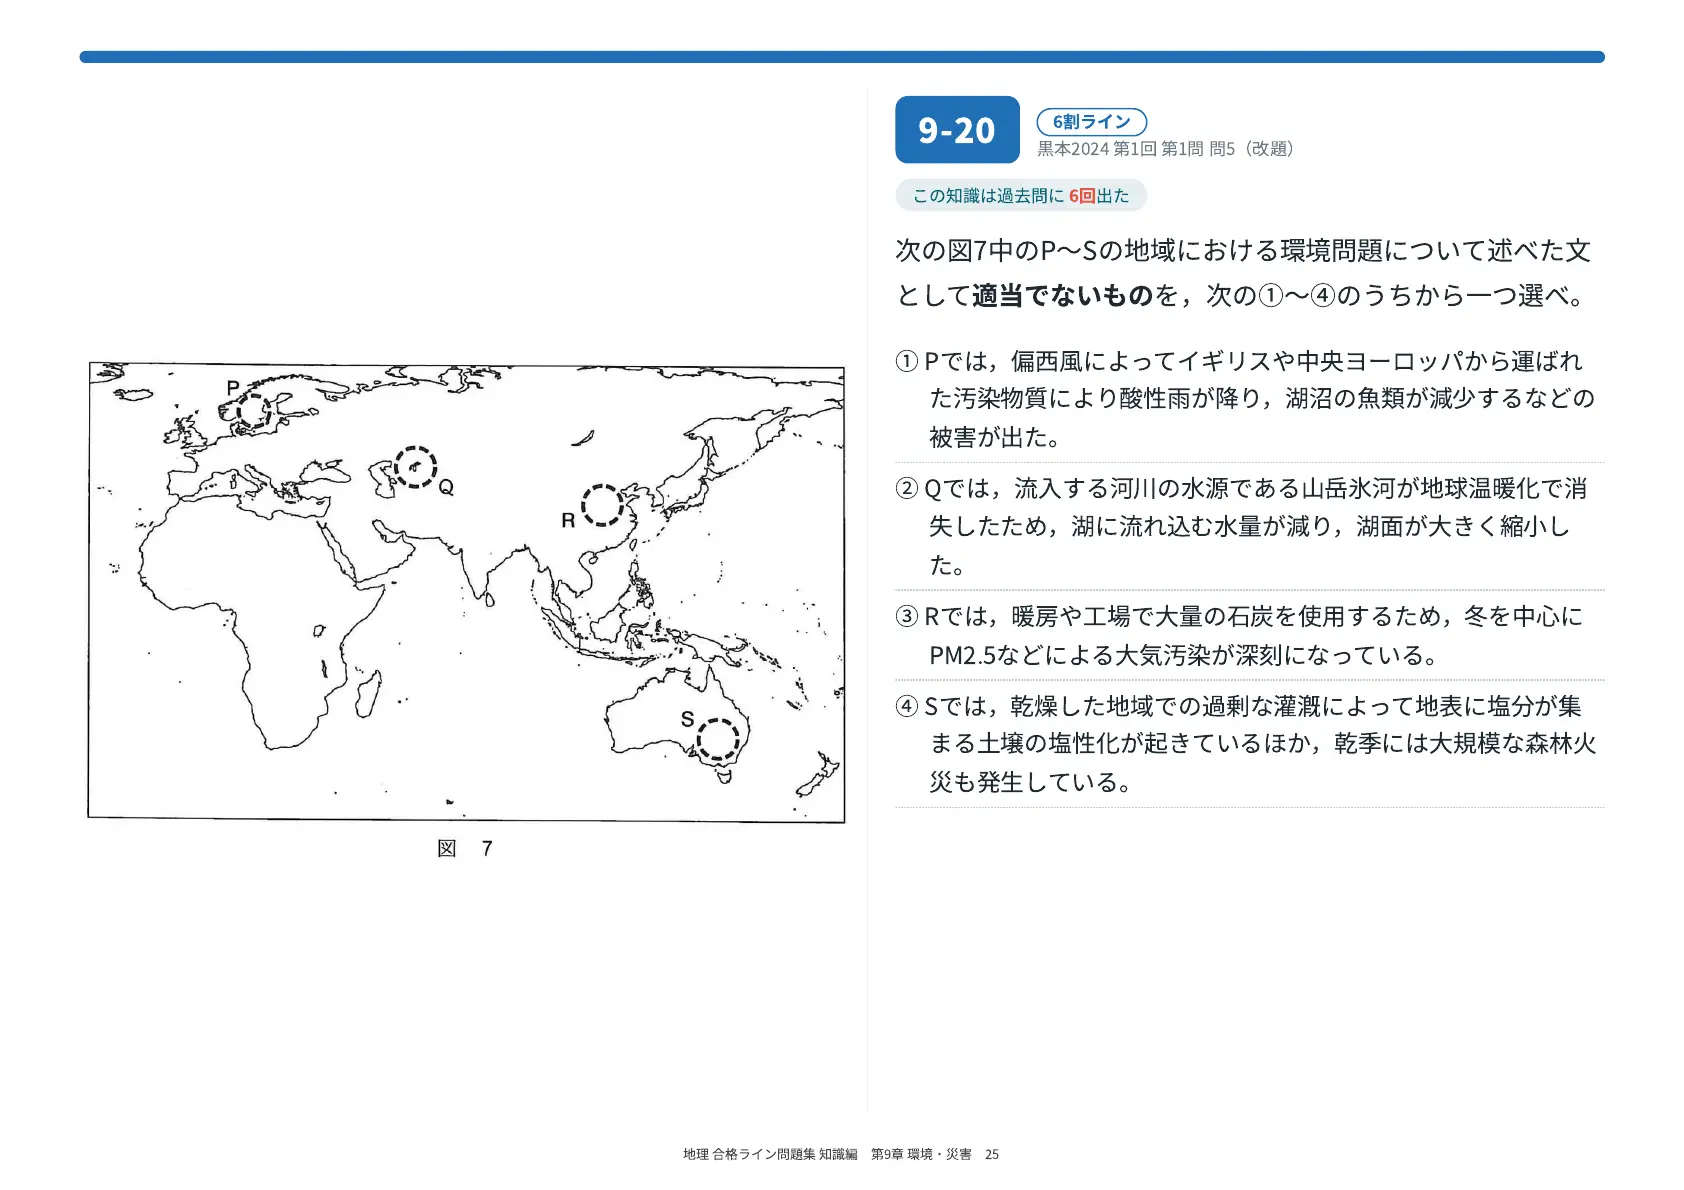 9-20
6割ライン
黒本2024 第1回 第1問 問5（改題）
この知識は過去問に 6回出た
次の図7中のP～Sの地域における環境問題について述べた文
として適当でないものを，次の①～④のうちから一つ選べ。
① Pでは，偏西風によってイギリスや中央ヨーロッパから運ばれ
た汚染物質により酸性雨が降り，湖沼の魚類が減少するなどの
被害が出た。
② Qでは，流入する河川の水源である山岳氷河が地球温暖化で消
失したため，湖に流れ込む水量が減り，湖面が大きく縮小し
た。
③ Rでは，暖房や工場で大量の石炭を使用するため，冬を中心に
PM2.5などによる大気汚染が深刻になっている。
④ Sでは，乾燥した地域での過剰な灌漑によって地表に塩分が集
まる土壌の塩性化が起きているほか，乾季には大規模な森林火
災も発生している。
P
Q
R
S
図 7
地理 合格ライン問題集 知識編 第9章 環境・災害 25